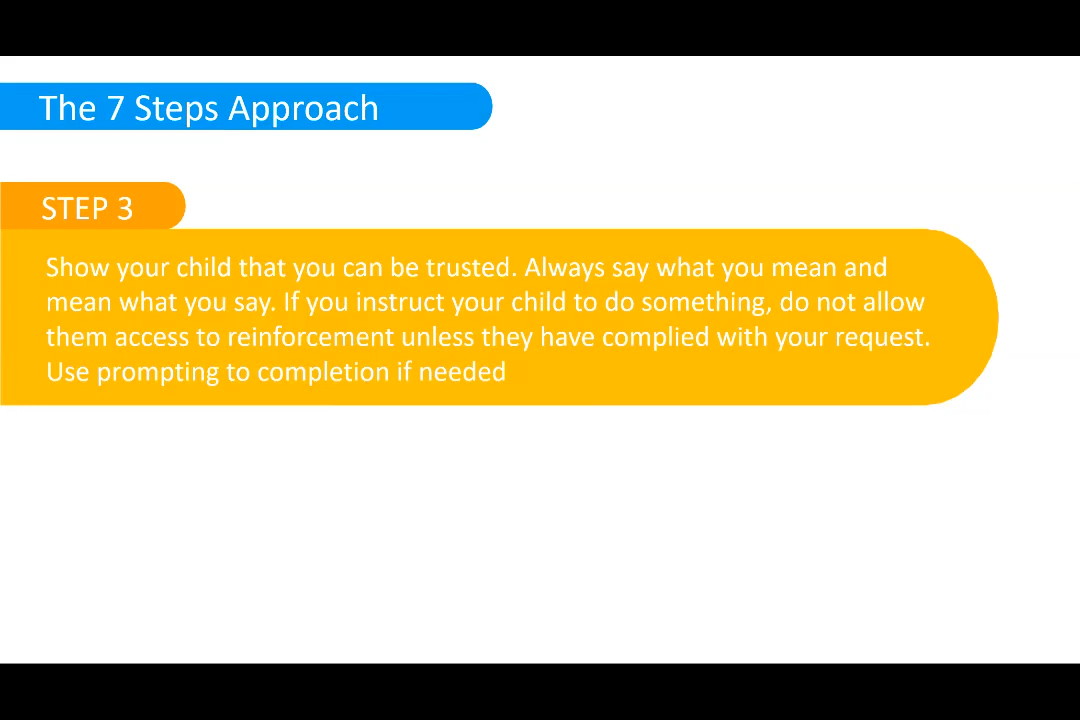 The 7 Steps Approach
STEP 3
Show your child that you can be trusted. Always say what you mean and
mean what you say. If you instruct your child to do something, do not allow
them access to reinforcement unless they have complied with your request.
Use prompting to completion if needed